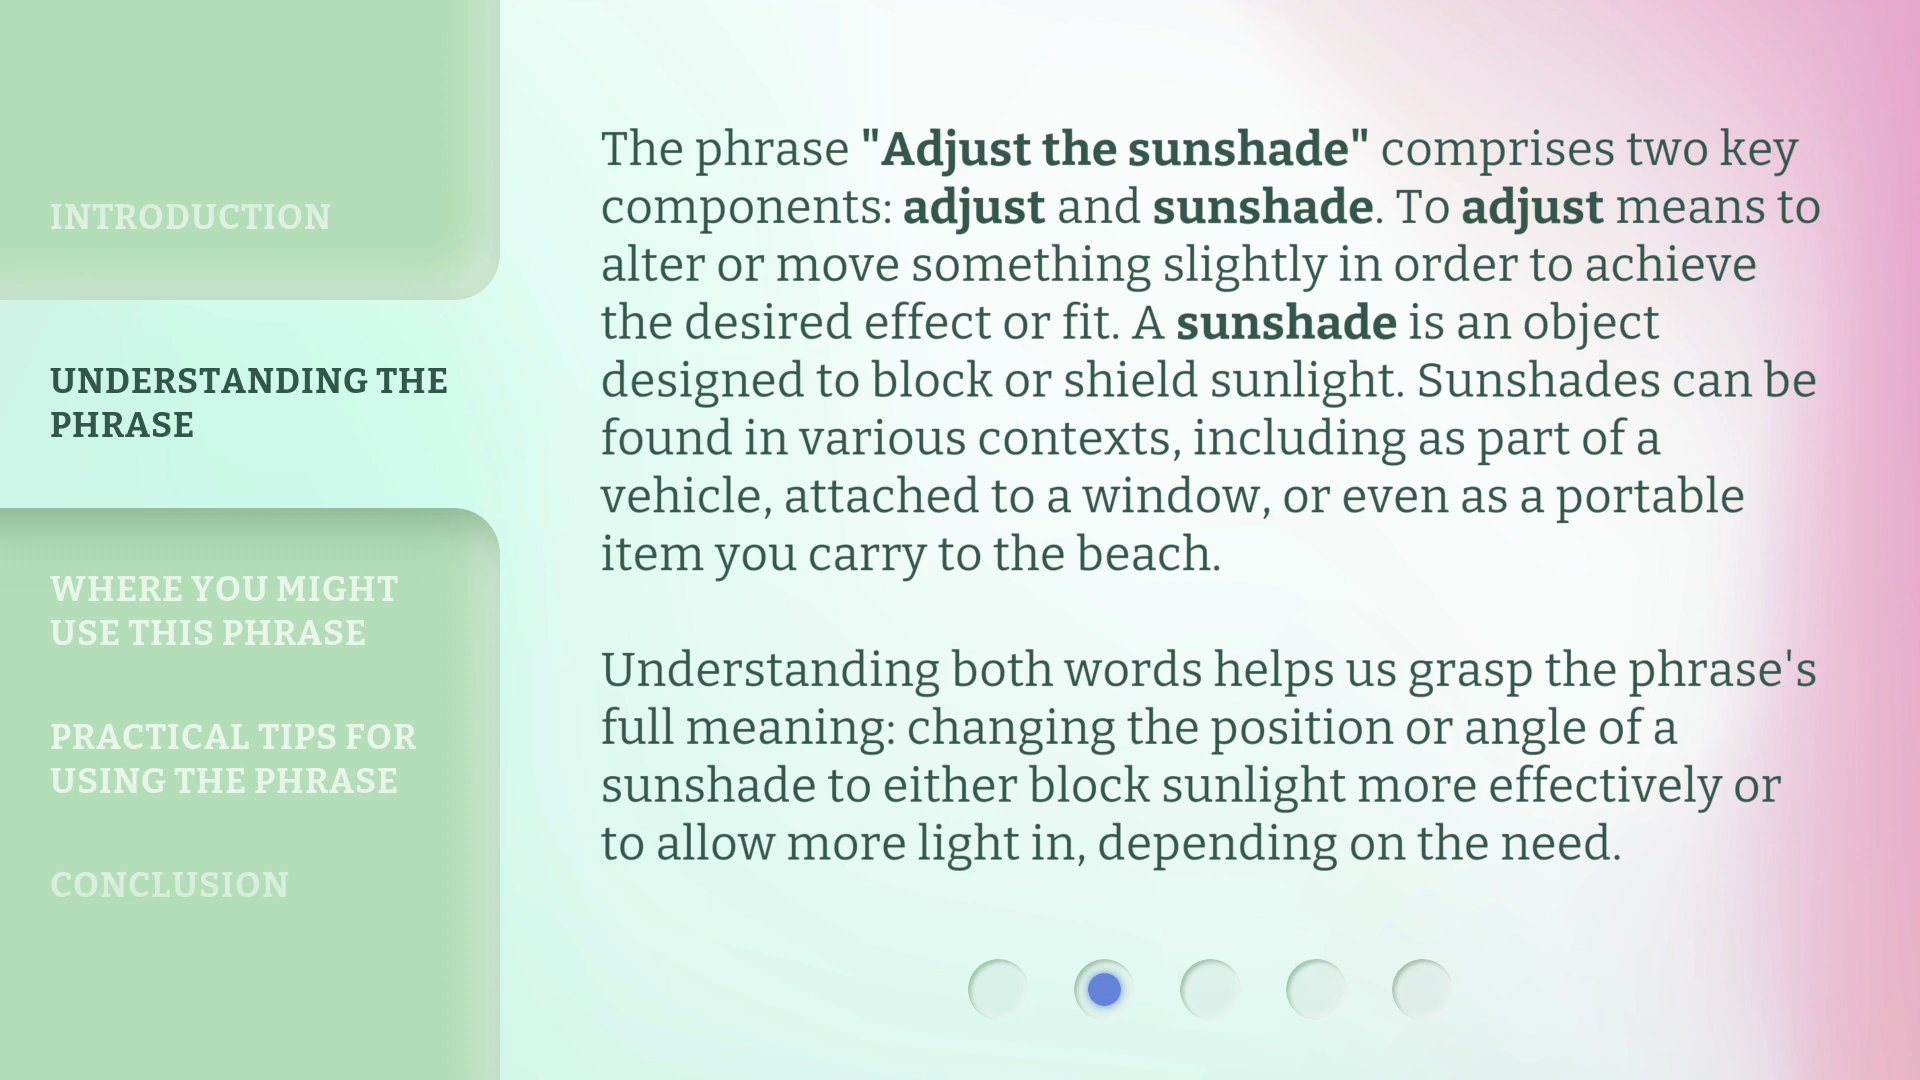 INTRODUCTION
UNDERSTANDING THE
PHRASE
WHERE YOU MIGHT
USE THIS PHRASE
PRACTICAL TIPS FOR
USING THE PHRASE
CONCLUSION
The phrase "Adjust the sunshade" comprises two key
components: adjust and sunshade. To adjust means to
alter or move something slightly in order to achieve
the desired effect or fit. A sunshade is an object
designed to block or shield sunlight. Sunshades can be
found in various contexts, including as part of a
vehicle, attached to a window, or even as a portable
item you carry to the beach.
Understanding both words helps us grasp the phrase's
full meaning: changing the position or angle of a
sunshade to either block sunlight more effectively or
to allow more light in, depending on the need.